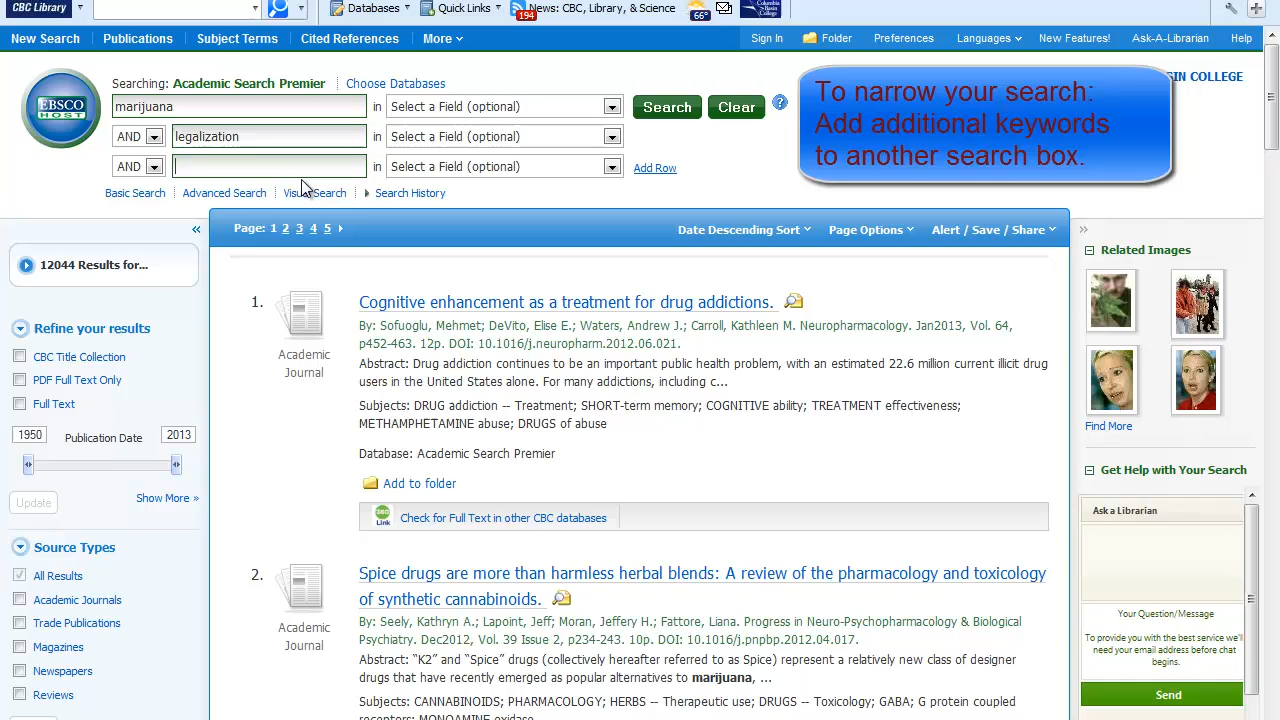 CBC Library
Databases Quick Links News: CBC, Library, & Science
194 66°
Columbia Basin College
New Search Publications Subject Terms Cited References More
Sign In Folder Preferences Languages New Features! Ask-A-Librarian Help
Searching: Academic Search Premier Choose Databases
marijuana in Select a Field (optional) Search Clear ?
AND legalization in Select a Field (optional)
AND in Select a Field (optional) Add Row
Basic Search Advanced Search Visual Search Search History
EBSCO
HOST
SIN COLLEGE
To narrow your search:
Add additional keywords
to another search box.
«
12044 Results for...
Refine your results
CBC Title Collection
PDF Full Text Only
Full Text
1950 Publication Date 2013
Show More »
Update
Source Types
All Results
Academic Journals
Trade Publications
Magazines
Newspapers
Reviews
Page: 1 2 3 4 5
Date Descending Sort Page Options Alert / Save / Share
1. Cognitive enhancement as a treatment for drug addictions.
Academic
Journal
By: Sofuoglu, Mehmet; DeVito, Elise E.; Waters, Andrew J.; Carroll, Kathleen M. Neuropharmacology. Jan2013, Vol. 64,
p452-463. 12p. DOI: 10.1016/j.neuropharm.2012.06.021.
Abstract: Drug addiction continues to be an important public health problem, with an estimated 22.6 million current illicit drug
users in the United States alone. For many addictions, including c...
Subjects: DRUG addiction -- Treatment; SHORT-term memory; COGNITIVE ability; TREATMENT effectiveness;
METHAMPHETAMINE abuse; DRUGS of abuse
Database: Academic Search Premier
Add to folder
360
Link
Check for Full Text in other CBC databases
2. Spice drugs are more than harmless herbal blends: A review of the pharmacology and toxicology
of synthetic cannabinoids.
Academic
Journal
By: Seely, Kathryn A.; Lapoint, Jeff; Moran, Jeffery H.; Fattore, Liana. Progress in Neuro-Psychopharmacology & Biological
Psychiatry. Dec2012, Vol. 39 Issue 2, p234-243. 10p. DOI: 10.1016/j.pnpbp.2012.04.017.
Abstract: “K2” and “Spice” drugs (collectively hereafter referred to as Spice) represent a relatively new class of designer
drugs that have recently emerged as popular alternatives to marijuana, ...
Subjects: CANNABINOIDS; PHARMACOLOGY; HERBS -- Therapeutic use; DRUGS -- Toxicology; GABA; G protein coupled
receptors; MONOAMINE oxidase
»
Related Images
Find More
Get Help with Your Search
Ask a Librarian
Your Question/Message
To provide you with the best service we'll
need your email address before chat
begins.
Send